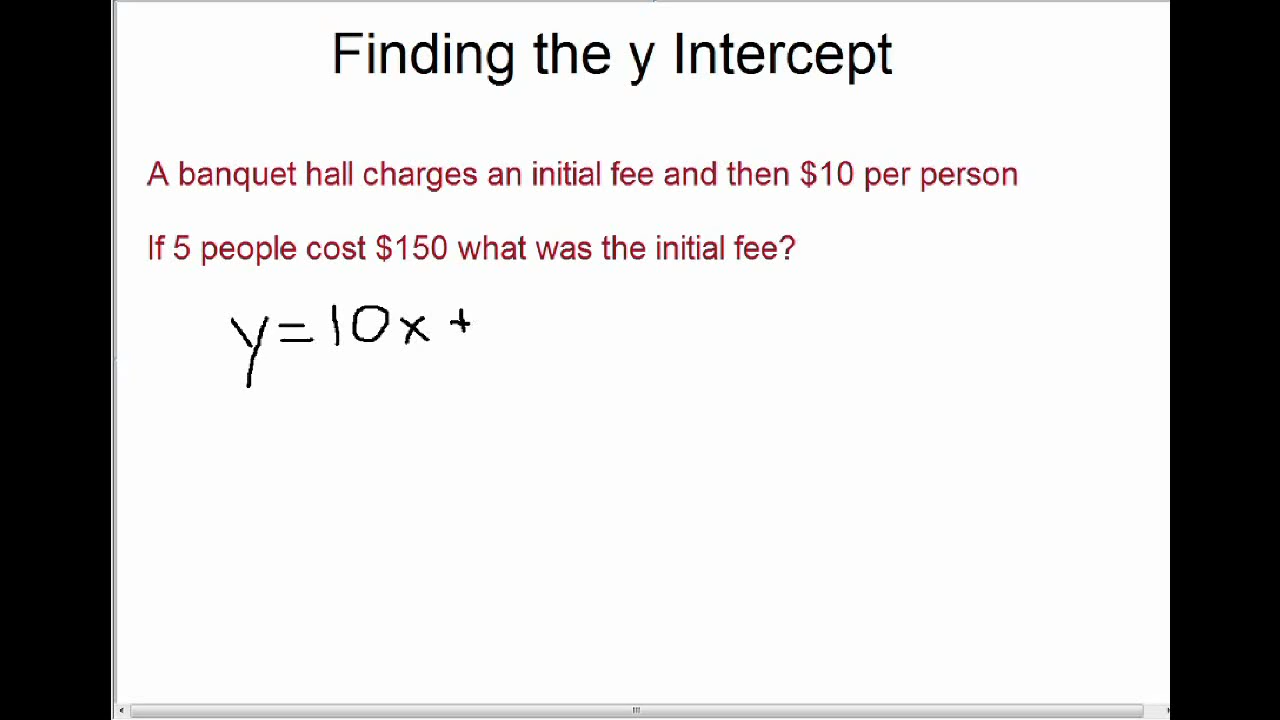 Finding the y Intercept
A banquet hall charges an initial fee and then $10 per person
If 5 people cost $150 what was the initial fee?
y=10x +